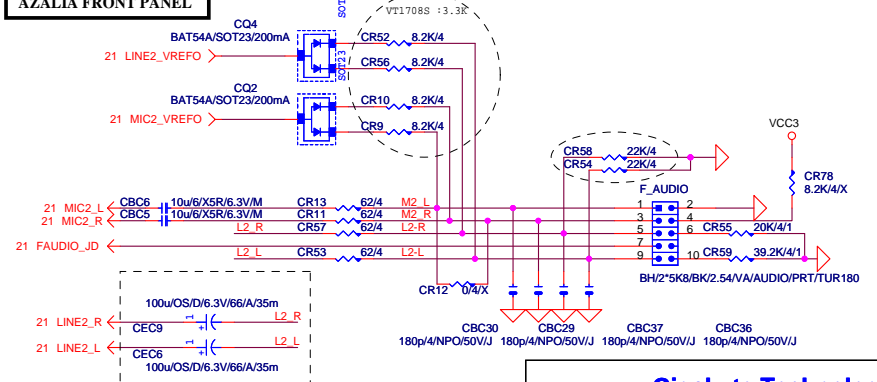 AZALIA FRONT PANEL
SOT
VT1708S :3.3K
CQ4
BAT54A/SOT23/200mA
CR52 8.2K/4
21 LINE2_VREFO
SOT23
CR56 8.2K/4
CQ2
BAT54A/SOT23/200mA
CR10 8.2K/4
21 MIC2_VREFO
CR9 8.2K/4
VCC3
CR58 22K/4
CR54 22K/4
CR78
8.2K/4/X
F_AUDIO
21 MIC2_L CBC6 10u/6/X5R/6.3V/M CR13 62/4 M2_L 1 2
21 MIC2_R CBC5 10u/6/X5R/6.3V/M CR11 62/4 M2_R 3 4
L2_R CR57 62/4 L2-R 5 6 CR55 20K/4/1
21 FAUDIO_JD 7
L2_L CR53 62/4 L2-L 9 10 CR59 39.2K/4/1
BH/2*5K8/BK/2.54/VA/AUDIO/PRT/TUR180
CR12 0/4/X
100u/OS/D/6.3V/66/A/35m
21 LINE2_R 1 + L2_R
CEC9
21 LINE2_L 1 + L2_L
CEC6
100u/OS/D/6.3V/66/A/35m
CBC30 CBC29 CBC37 CBC36
180p/4/NPO/50V/J 180p/4/NPO/50V/J 180p/4/NPO/50V/J 180p/4/NPO/50V/J